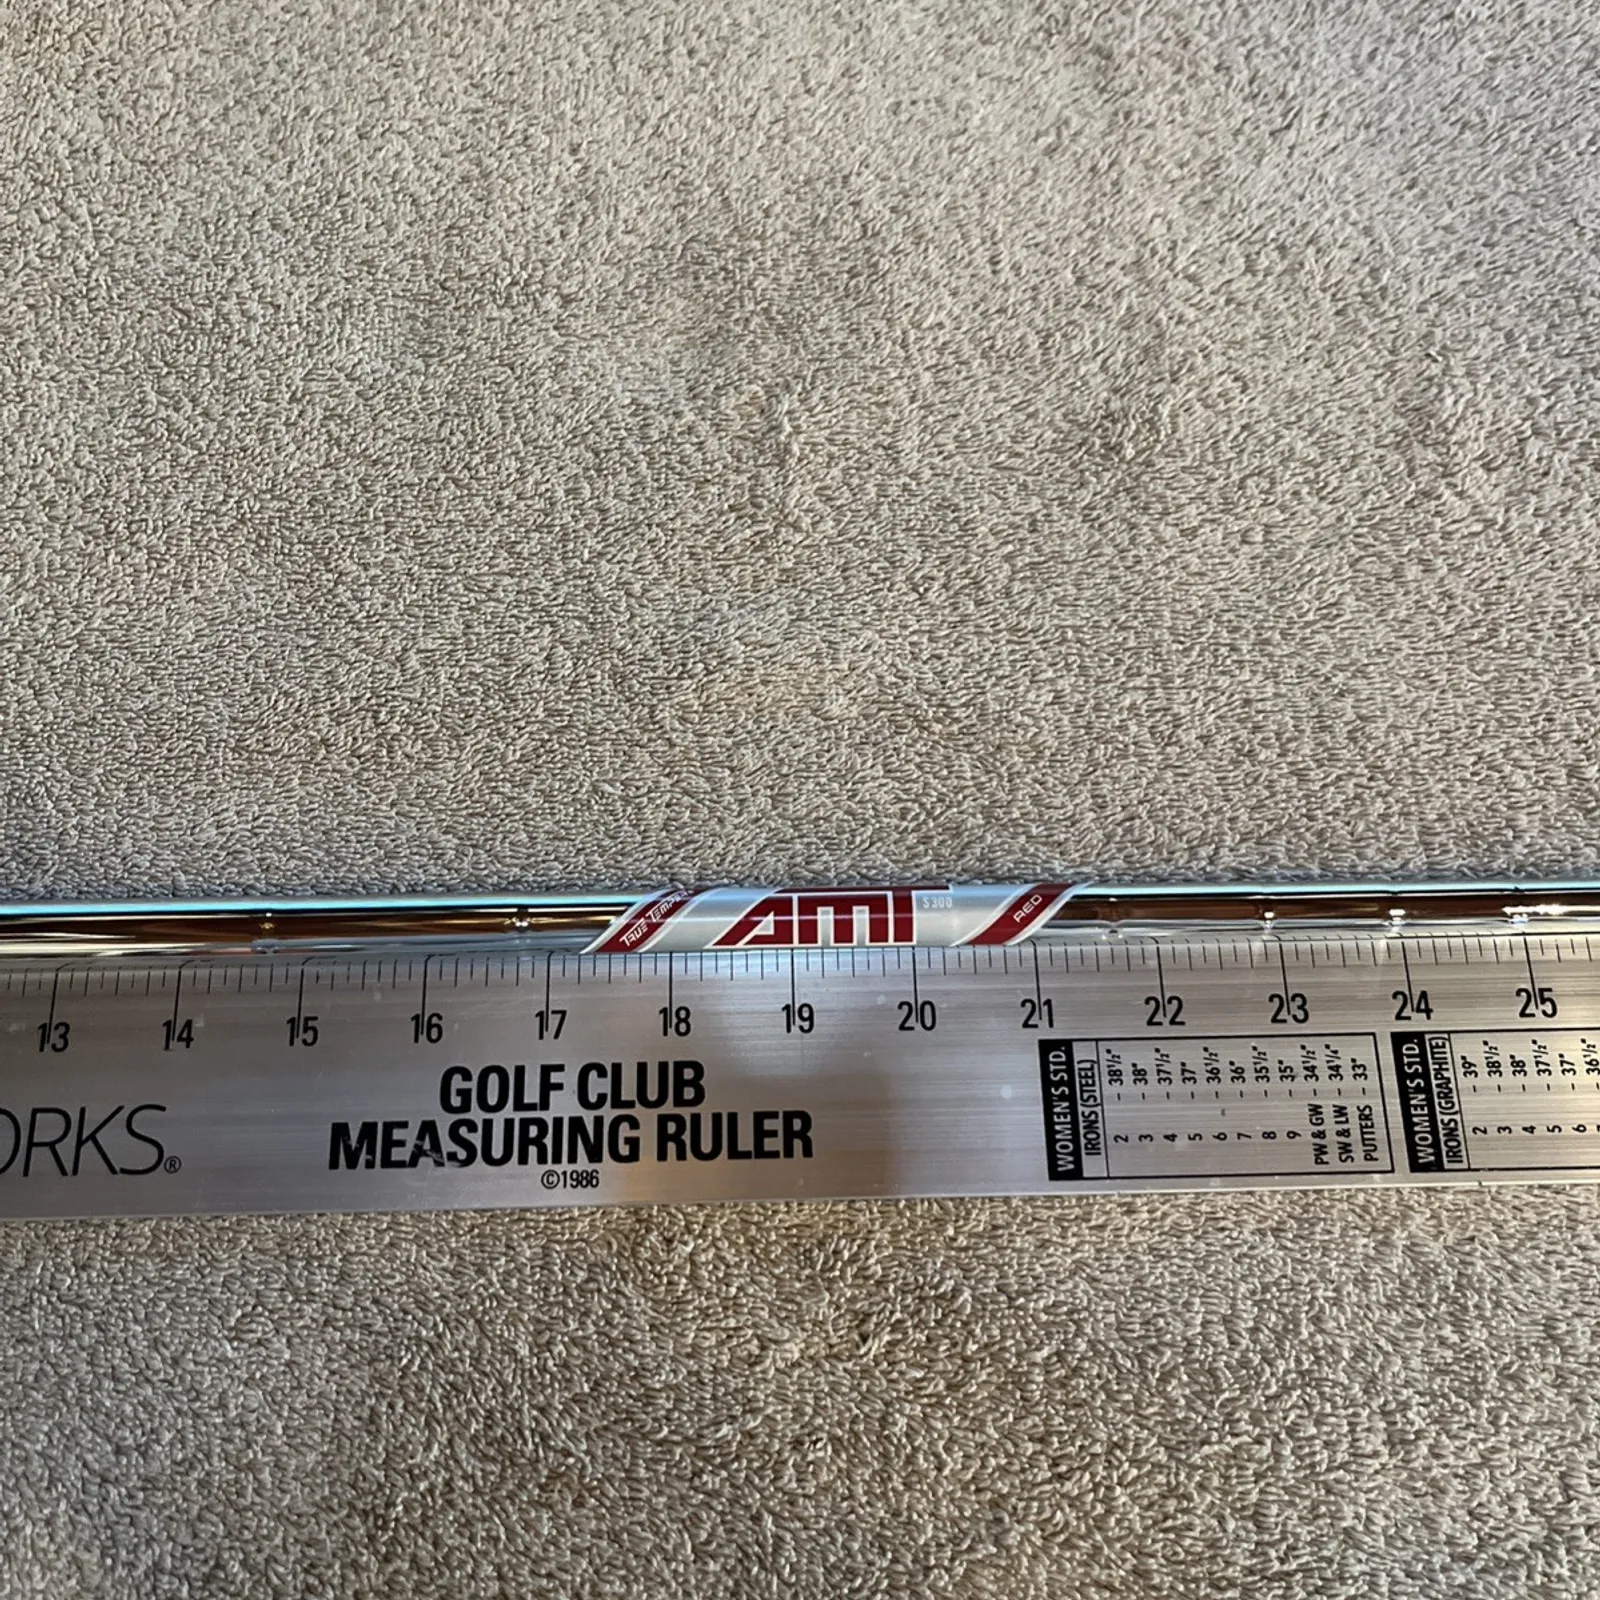 TRUE TEMPER
AMT
S300
RED
13 14 15 16 17 18 19 20 21 22 23 24 25
ORKS®
GOLF CLUB
MEASURING RULER
©1986
WOMEN'S STD.
IRONS (STEEL)
2 - 38½"
3 - 38"
4 - 37½"
5 - 37"
6 - 36½"
7 - 36"
8 - 35½"
9 - 35"
PW & GW - 34½"
SW & LW - 34¼"
PUTTERS - 33"
WOMEN'S STD.
IRONS (GRAPHITE)
2 - 39"
3 - 38½"
4 - 38"
5 - 37½"
6 - 37"
36½"